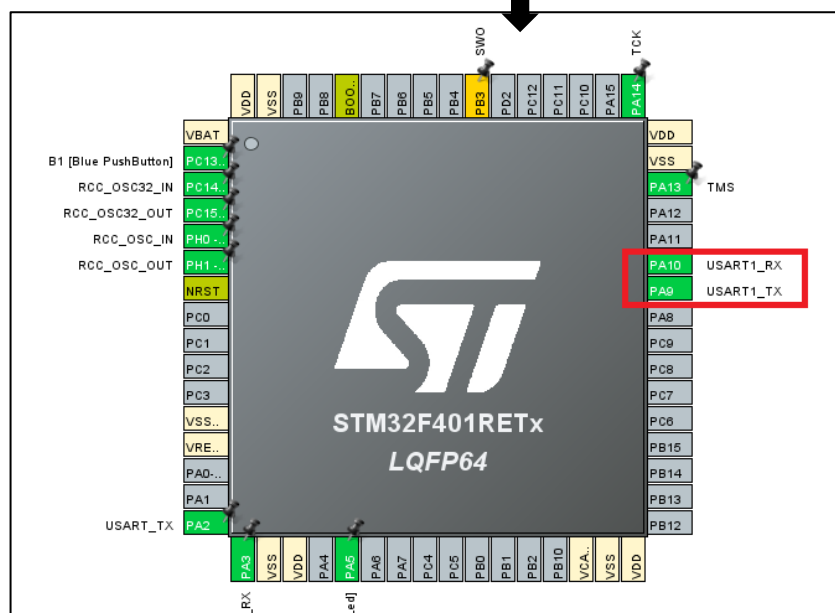 SWO
TCK
VDD
VSS
PB9
PB8
BOO..
PB7
PB6
PB5
PB4
PB3
PD2
PC12
PC11
PC10
PA15
PA14
VBAT
B1 [Blue PushButton] PC13..
RCC_OSC32_IN PC14..
RCC_OSC32_OUT PC15..
RCC_OSC_IN PH0 -..
RCC_OSC_OUT PH1 -..
NRST
PC0
PC1
PC2
PC3
VSS..
VRE..
PA0-..
PA1
USART_TX PA2
VDD
VSS
PA13 TMS
PA12
PA11
PA10 USART1_RX
PA9 USART1_TX
PA8
PC9
PC8
PC7
PC6
PB15
PB14
PB13
PB12
ST
STM32F401RETx
LQFP64
PA3
VSS
VDD
PA4
PA5
PA6
PA7
PC4
PC5
PB0
PB1
PB2
PB10
VCA..
VSS
VDD
_RX
ed]